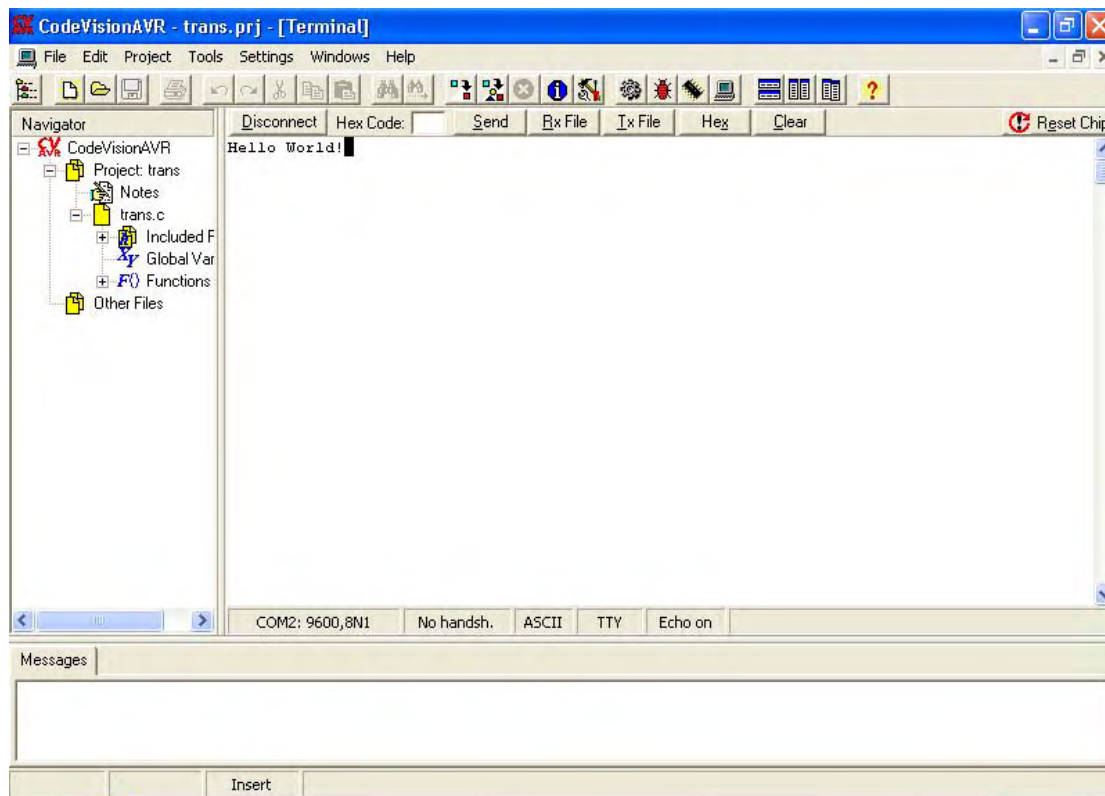 CodeVisionAVR - trans.prj - [Terminal]
File Edit Project Tools Settings Windows Help
Navigator
Disconnect Hex Code: Send Rx File Tx File Hex Clear Reset Chip
CodeVisionAVR
Project: trans
Notes
trans.c
Included F
Global Var
F() Functions
Other Files
Hello World!
COM2: 9600,8N1 No handsh. ASCII TTY Echo on
Messages
Insert